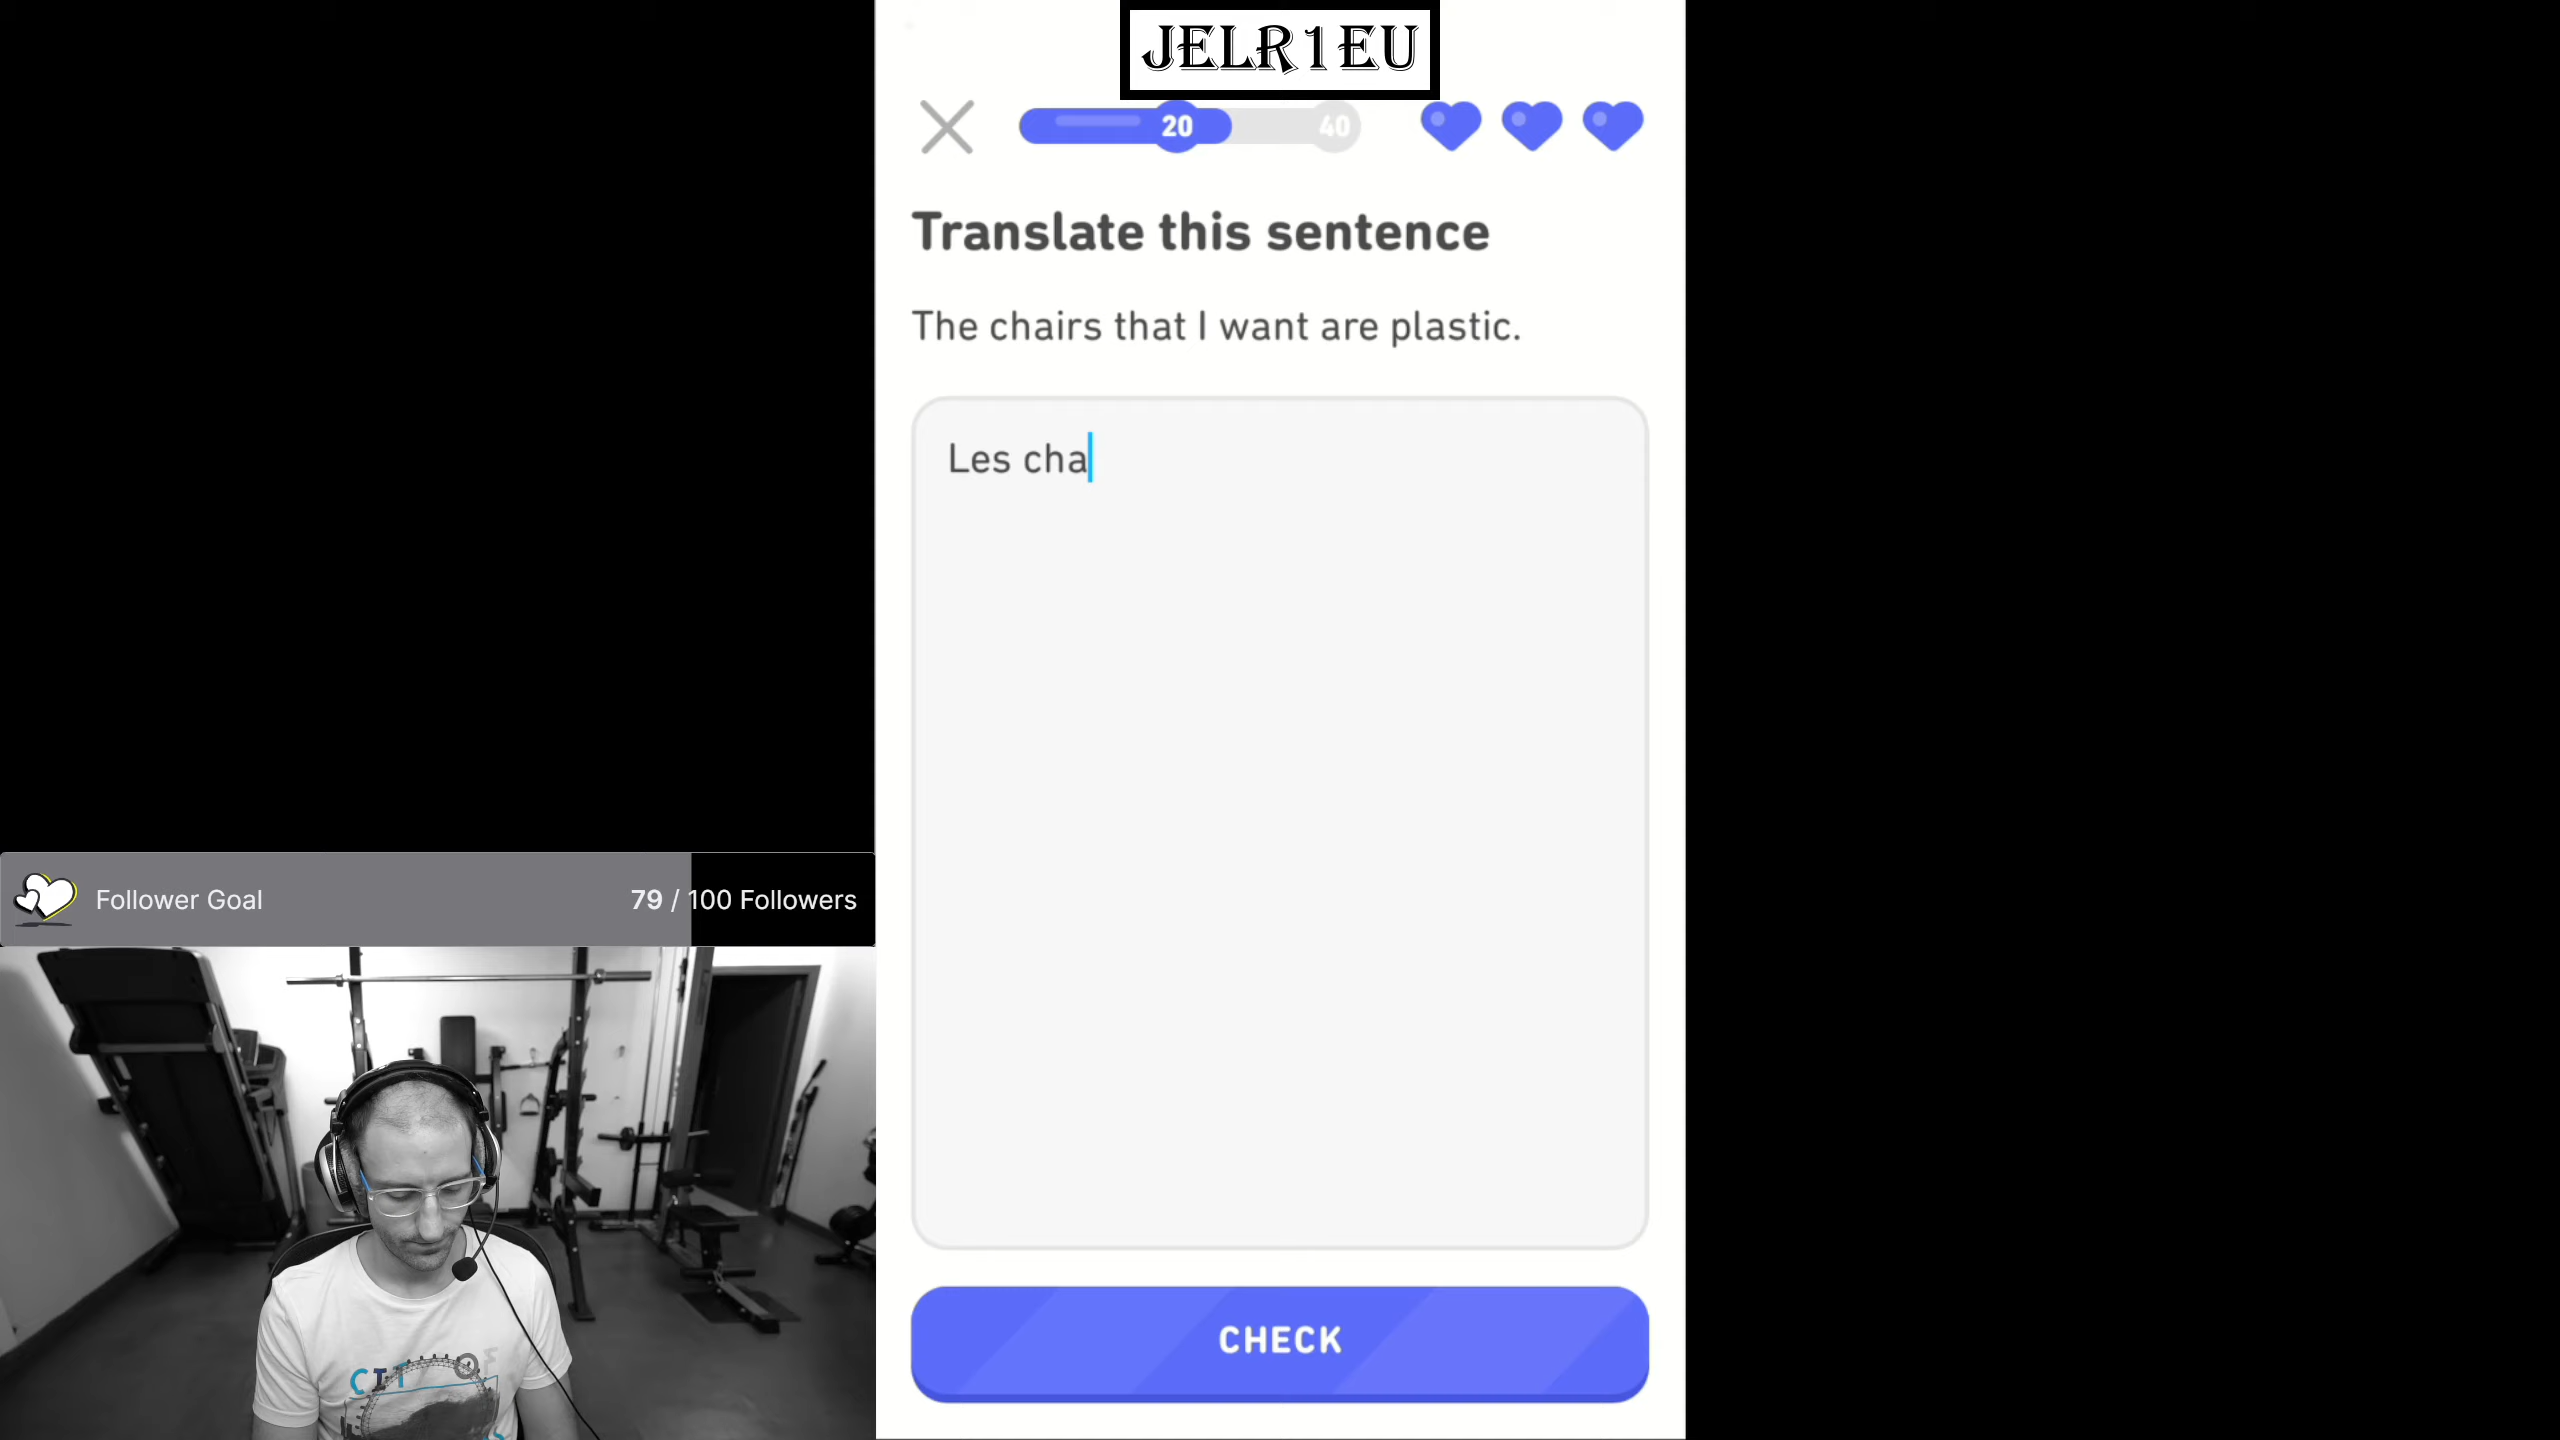 JELR1EU
20
40
Translate this sentence
The chairs that I want are plastic.
Les cha
CHECK
Follower Goal
79 / 100 Followers